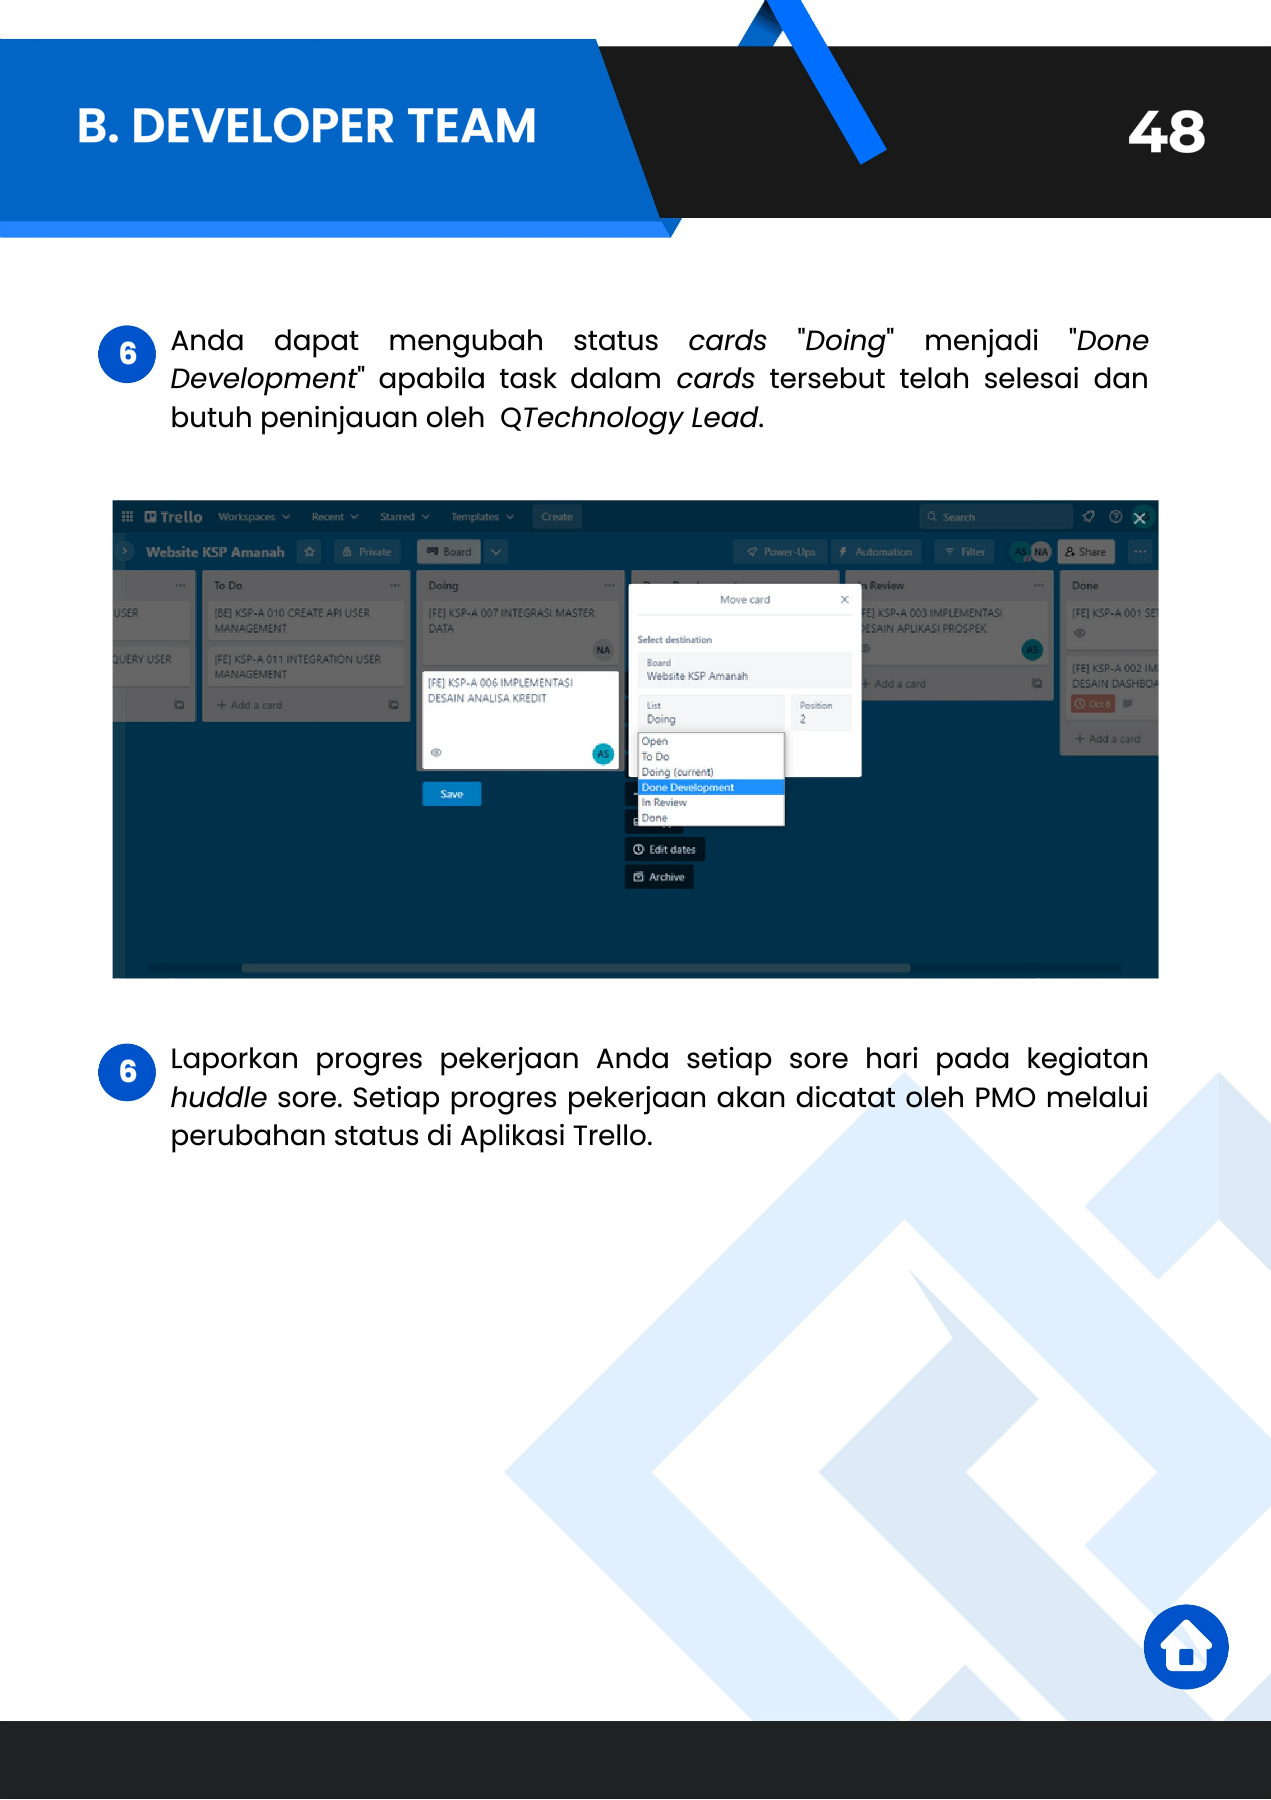 B. DEVELOPER TEAM
48
6
Anda dapat mengubah status cards "Doing" menjadi "Done
Development" apabila task dalam cards tersebut telah selesai dan
butuh peninjauan oleh QTechnology Lead.
Trello Workspaces Recent Starred Templates Create Search
Website KSP Amanah Private Board Power-Ups Automation Filter AS NA Share
To Do
Doing
In Review
Done
USER
QUERY USER
[BE] KSP-A 010 CREATE API USER
MANAGEMENT
[FE] KSP-A 011 INTEGRATION USER
MANAGEMENT
+ Add a card
[FE] KSP-A 007 INTEGRASI MASTER
DATA
NA
[FE] KSP-A 006 IMPLEMENTASI
DESAIN ANALISA KREDIT
AS
Save
Move card
Select destination
Board
Website KSP Amanah
List
Doing
Position
2
Open
To Do
Doing (current)
Done Development
In Review
Done
Edit dates
Archive
FE] KSP-A 003 IMPLEMENTASI
DESAIN APLIKASI PROSPEK
AS
+ Add a card
[FE] KSP-A 001 SET
[FE] KSP-A 002 IM
DESAIN DASHBOA
Oct 6
+ Add a card
6
Laporkan progres pekerjaan Anda setiap sore hari pada kegiatan
huddle sore. Setiap progres pekerjaan akan dicatat oleh PMO melalui
perubahan status di Aplikasi Trello.